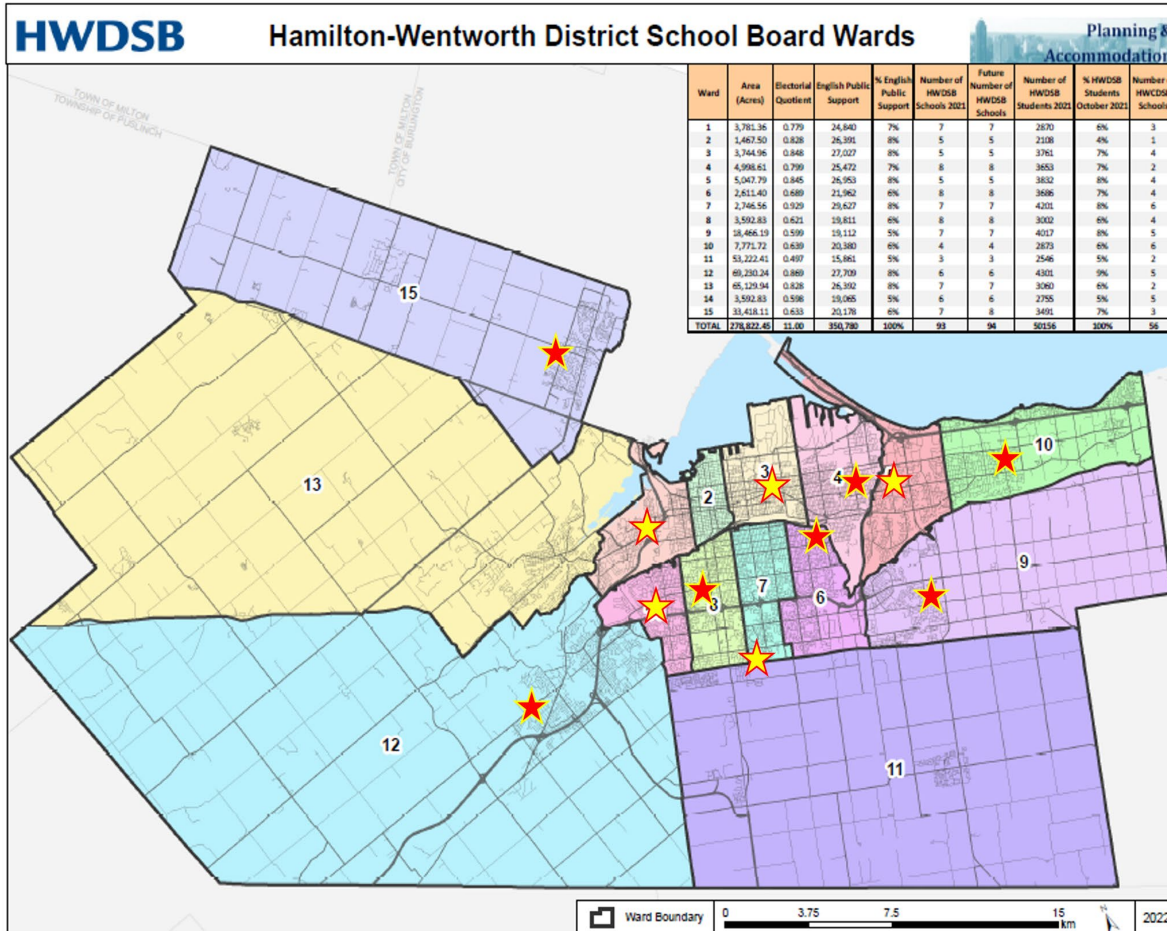 HWDSB
Hamilton-Wentworth District School Board Wards
Planning &
Accommodation
TOWN OF MILTON
TOWNSHIP OF PUSLINCH
TOWN OF MILTON
CITY OF BURLINGTON
Ward Area (Acres) Electorial Quotient English Public Support % English Public Support Number of HWDSB Schools 2021 Future Number of HWDSB Schools Number of HWDSB Students 2021 % HWDSB Students October 2021 Number of HWCDSB Schools
1 3,781.36 0.779 24,840 7% 7 7 2870 6% 3
2 1,467.50 0.828 26,391 8% 5 5 2108 4% 1
3 3,744.96 0.848 27,027 8% 5 5 3761 7% 4
4 4,998.61 0.799 25,472 7% 8 8 3653 7% 2
5 5,047.79 0.845 26,953 8% 5 5 3832 8% 4
6 2,611.40 0.689 21,962 6% 8 8 3686 7% 4
7 2,746.56 0.929 29,627 8% 7 7 4201 8% 6
8 3,592.83 0.621 19,811 6% 8 8 3002 6% 4
9 18,466.19 0.599 19,112 5% 7 7 4017 8% 5
10 7,771.72 0.639 20,380 6% 4 4 2873 6% 6
11 53,222.41 0.497 15,861 5% 3 3 2546 5% 2
12 69,230.24 0.869 27,709 8% 6 6 4301 9% 5
13 65,129.94 0.828 26,392 8% 7 7 3060 6% 2
14 3,592.83 0.598 19,065 5% 6 6 2755 5% 5
15 33,418.11 0.633 20,178 6% 7 8 3491 7% 3
TOTAL 278,822.45 11.00 350,780 100% 93 94 50156 100% 56
15
13
10
3
4
2
9
7
6
8
12
11
Ward Boundary
0 3.75 7.5 15
km
N
2022